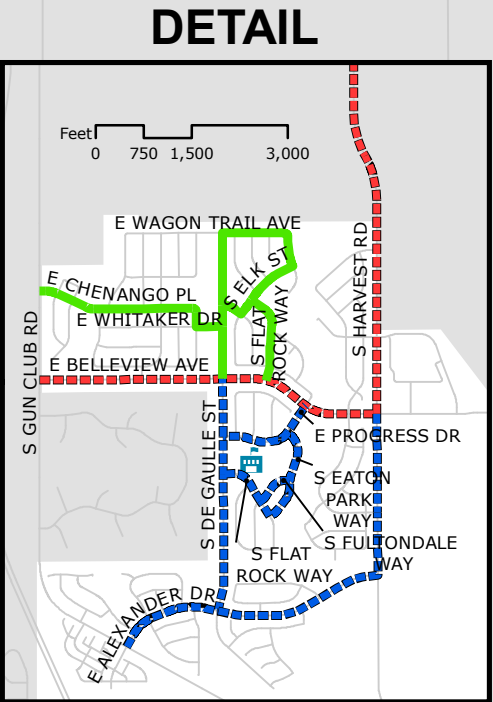 DETAIL
Feet
0 750 1,500 3,000
E WAGON TRAIL AVE
S ELK ST
E CHENANGO PL
E WHITAKER DR
S FLAT
ROCK WAY
S HARVEST RD
S GUN CLUB RD
E BELLEVIEW AVE
E PROGRESS DR
S DE GAULLE ST
S EATON
PARK
WAY
S FULTONDALE
WAY
S FLAT
ROCK WAY
E ALEXANDER DR